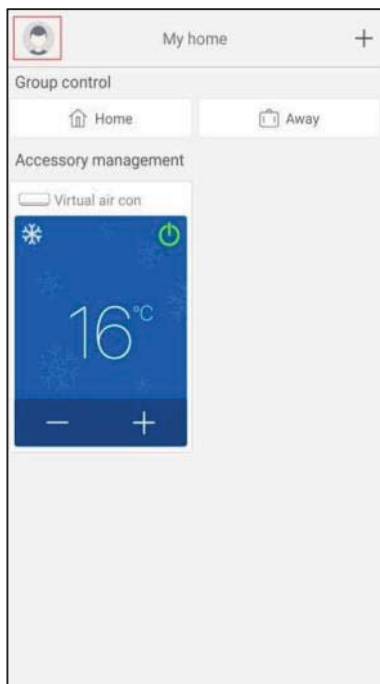 My home +
Group control
Home Away
Accessory management
Virtual air con
16°C
− +